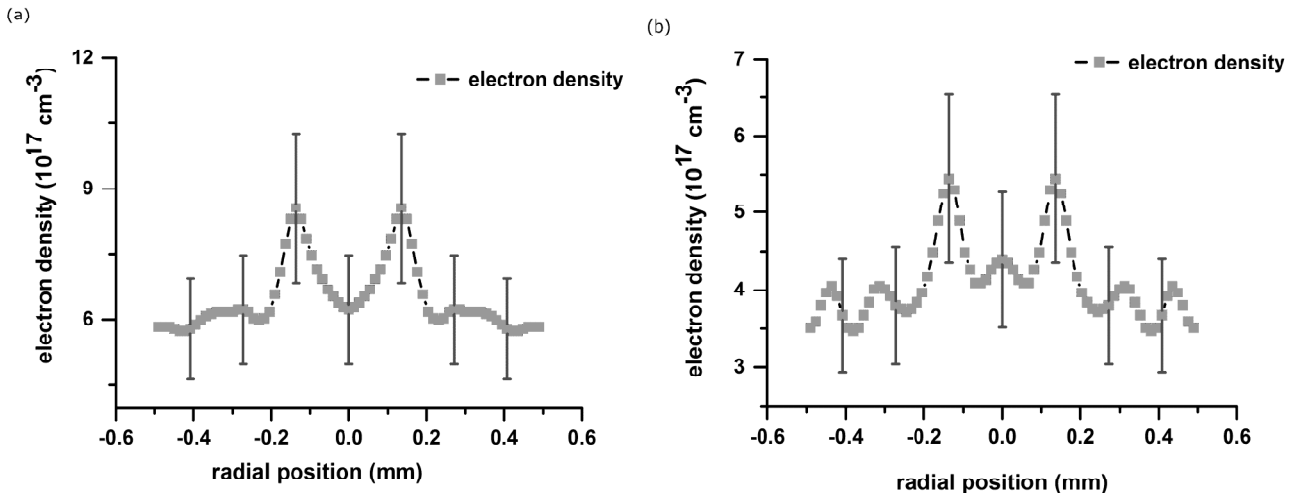 (a)
electron density
electron density (10^17 cm^-3)
12
9
6
-0.6 -0.4 -0.2 0.0 0.2 0.4 0.6
radial position (mm)
(b)
electron density
electron density (10^17 cm^-3)
7
6
5
4
3
-0.6 -0.4 -0.2 0.0 0.2 0.4 0.6
radial position (mm)